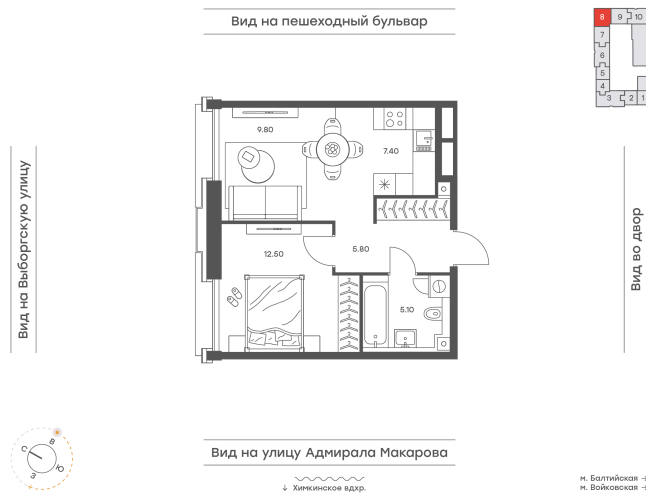 Вид на пешеходный бульвар
8 9 10
7
6
5
4
3 2 1
9.80
7.40
Вид на Выборгскую улицу
12.50
5.80
5.10
Вид во двор
С В
З Ю
Вид на улицу Адмирала Макарова
↓ Химкинское вдхр.
м. Балтийская →
м. Войковская →